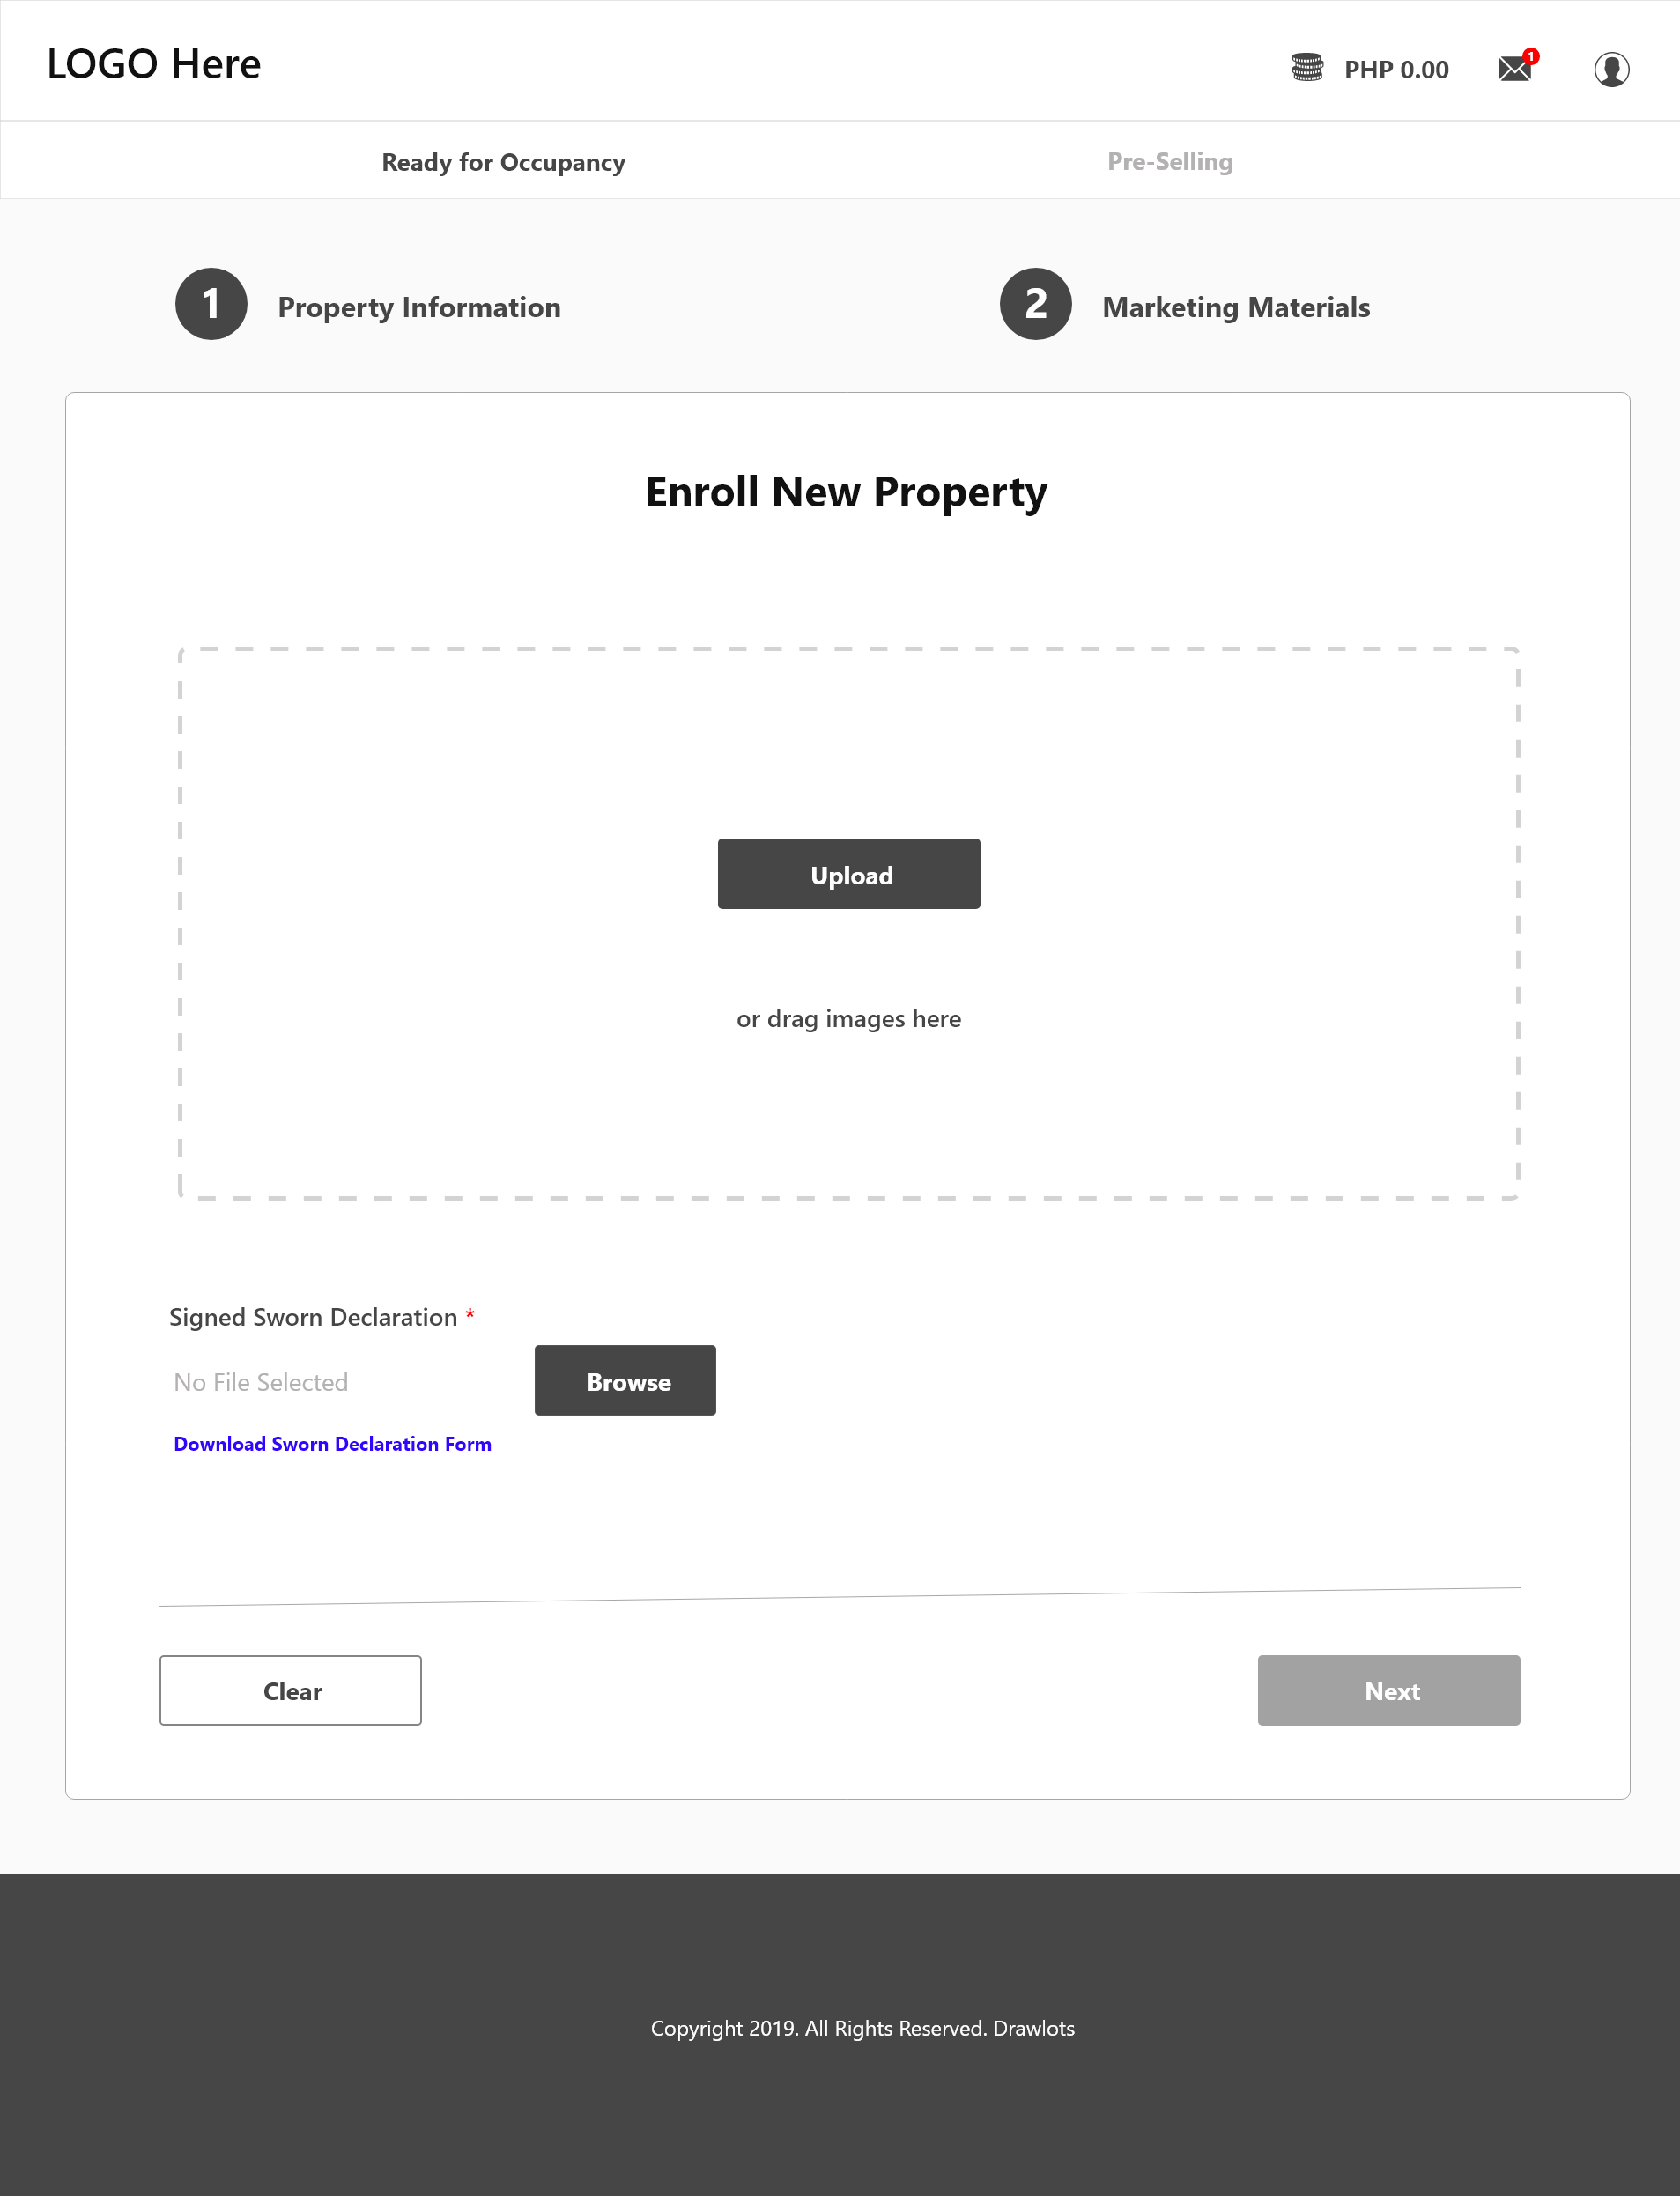 LOGO Here
PHP 0.00
1
Ready for Occupancy
Pre-Selling
1 Property Information
2 Marketing Materials
Enroll New Property
Upload
or drag images here
Signed Sworn Declaration *
No File Selected
Browse
Download Sworn Declaration Form
Clear
Next
Copyright 2019. All Rights Reserved. Drawlots